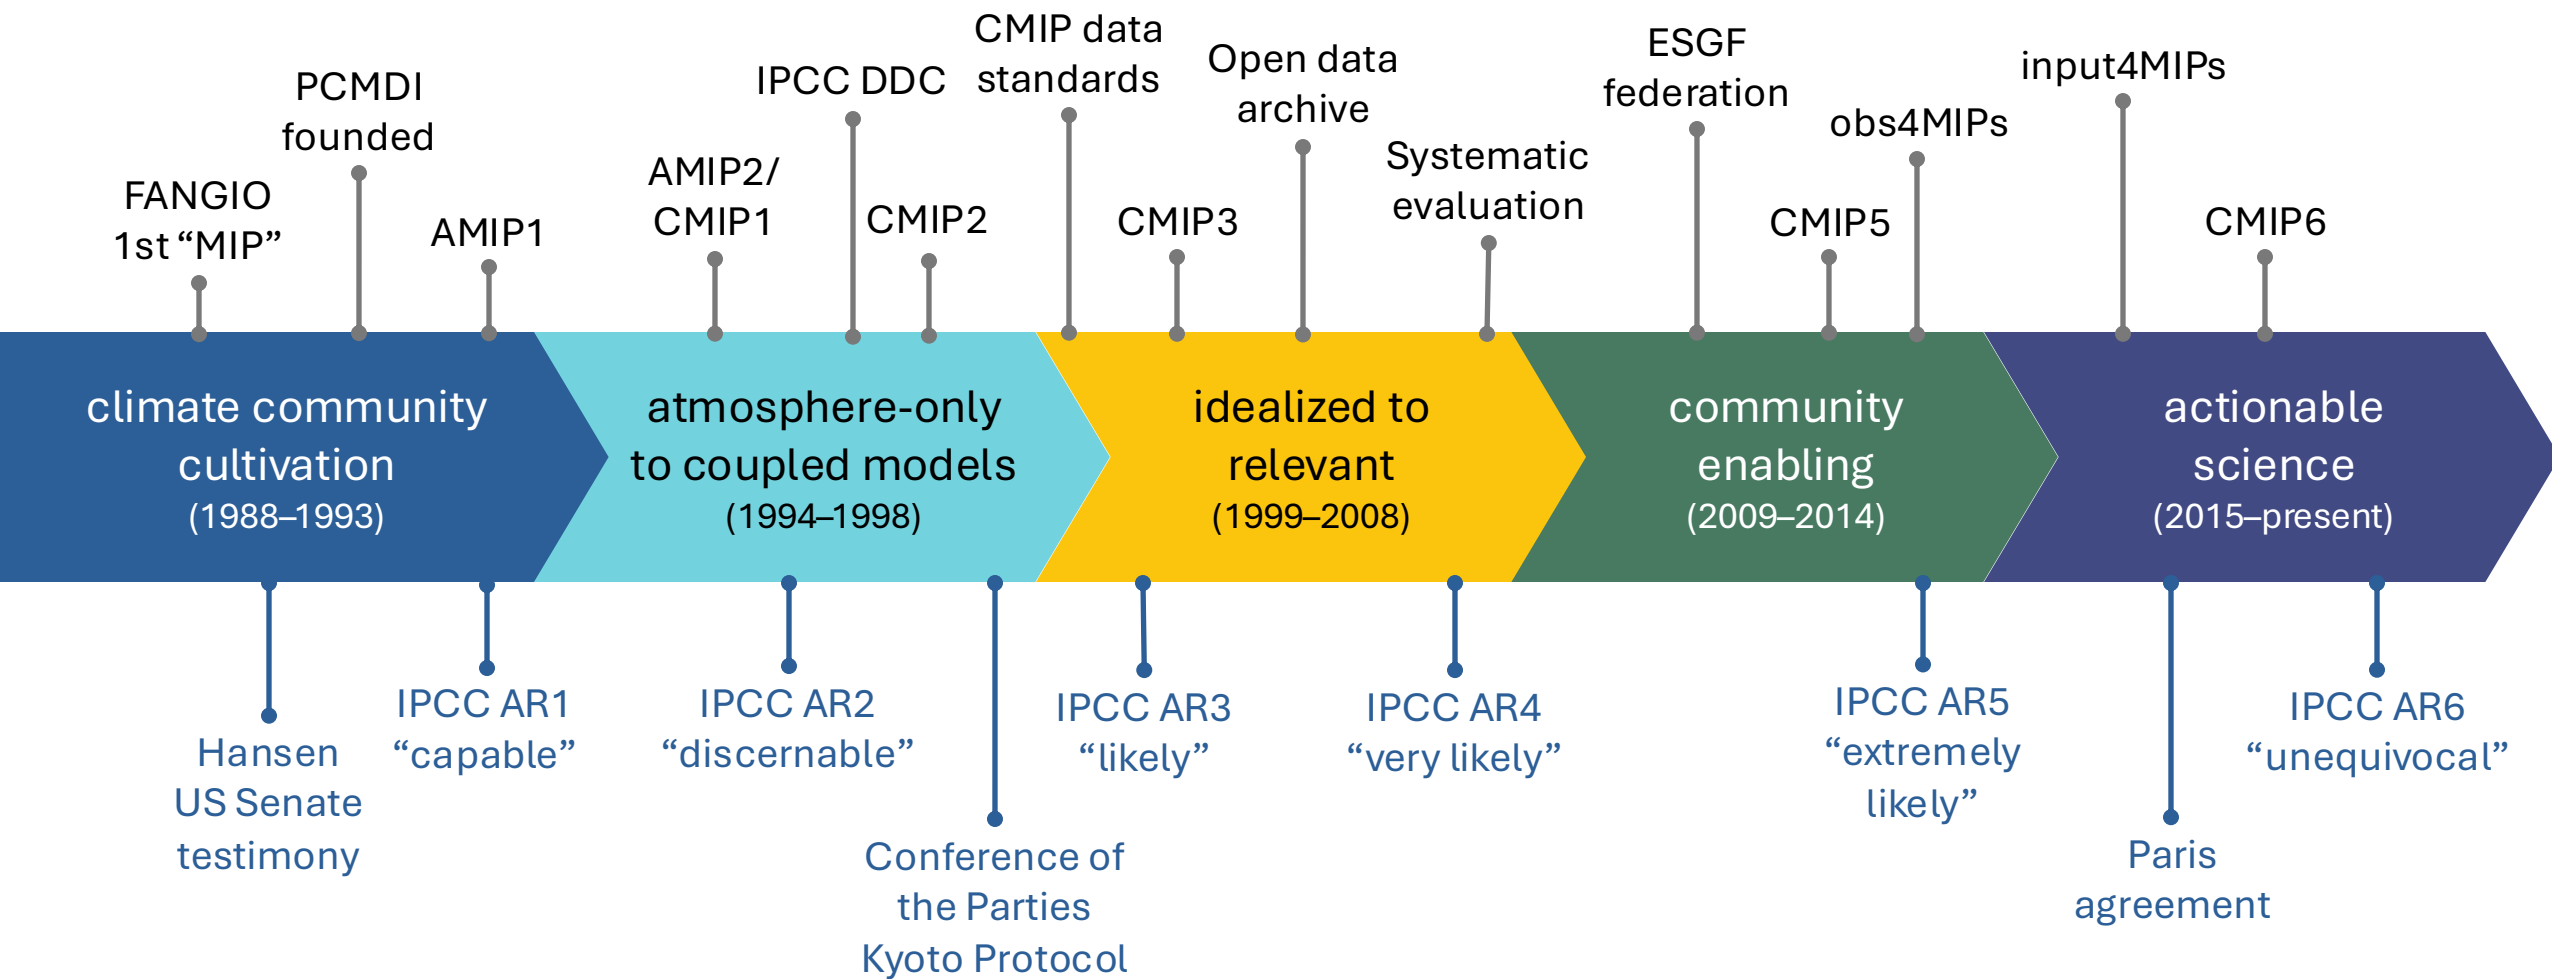 FANGIO
1st “MIP”
PCMDI
founded
AMIP1
AMIP2/
CMIP1
IPCC DDC
CMIP2
CMIP data
standards
CMIP3
Open data
archive
Systematic
evaluation
ESGF
federation
CMIP5
obs4MIPs
input4MIPs
CMIP6
climate community
cultivation
(1988–1993)
atmosphere-only
to coupled models
(1994–1998)
idealized to
relevant
(1999–2008)
community
enabling
(2009–2014)
actionable
science
(2015–present)
Hansen
US Senate
testimony
IPCC AR1
“capable”
IPCC AR2
“discernable”
Conference of
the Parties
Kyoto Protocol
IPCC AR3
“likely”
IPCC AR4
“very likely”
IPCC AR5
“extremely
likely”
Paris
agreement
IPCC AR6
“unequivocal”